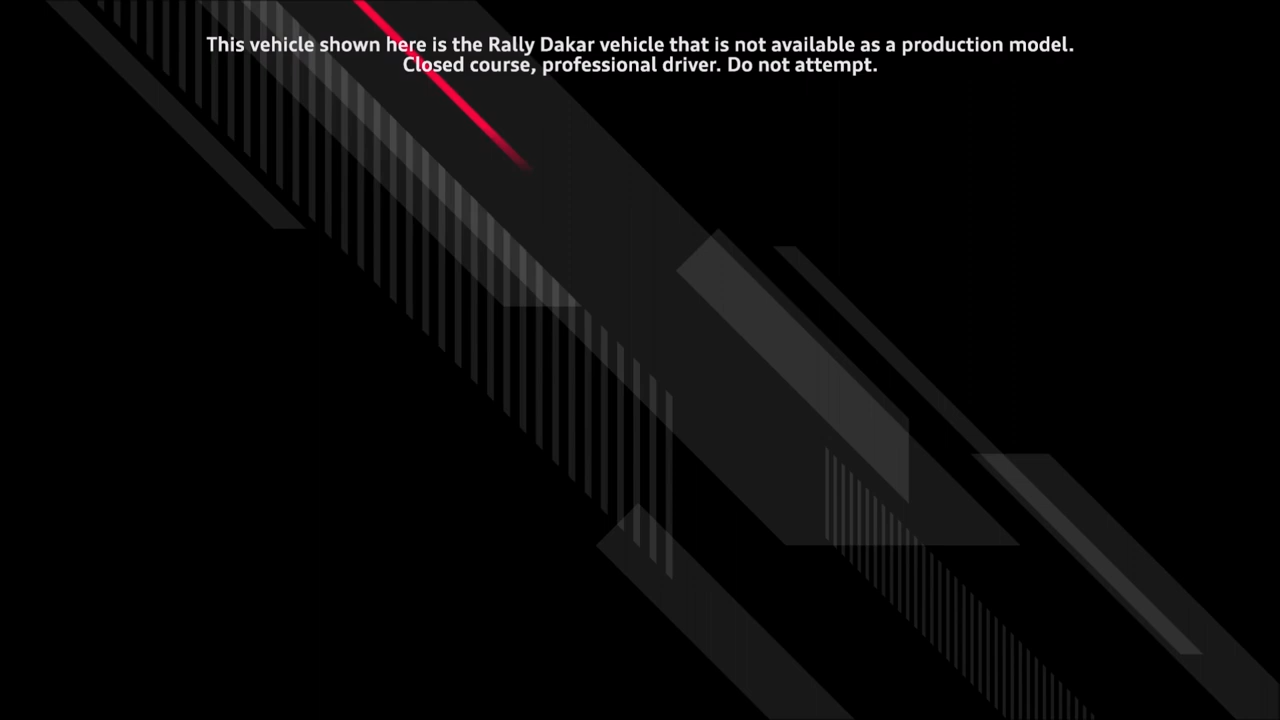 This vehicle shown here is the Rally Dakar vehicle that is not available as a production model.
Closed course, professional driver. Do not attempt.